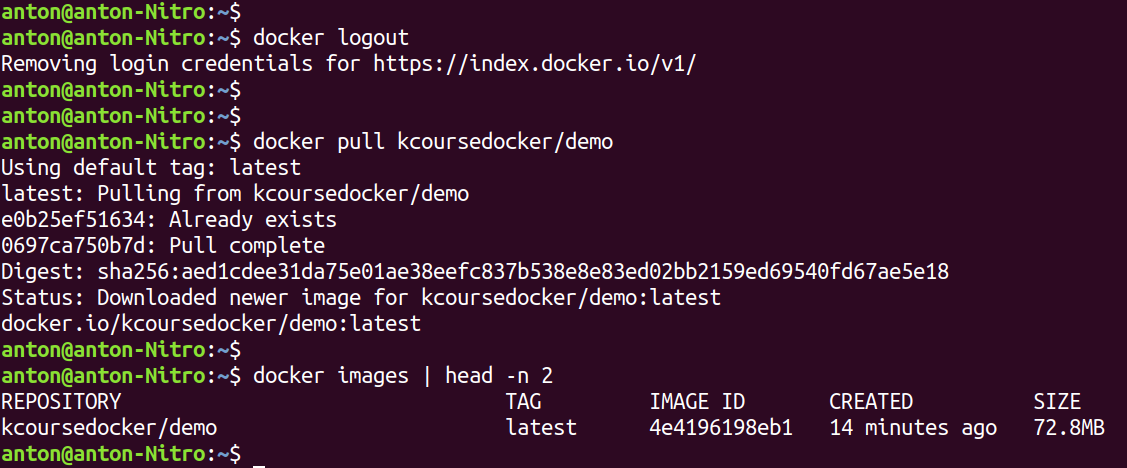 anton@anton-Nitro:~$
anton@anton-Nitro:~$ docker logout
Removing login credentials for https://index.docker.io/v1/
anton@anton-Nitro:~$
anton@anton-Nitro:~$
anton@anton-Nitro:~$ docker pull kcoursedocker/demo
Using default tag: latest
latest: Pulling from kcoursedocker/demo
e0b25ef51634: Already exists
0697ca750b7d: Pull complete
Digest: sha256:aed1cdee31da75e01ae38eefc837b538e8e83ed02bb2159ed69540fd67ae5e18
Status: Downloaded newer image for kcoursedocker/demo:latest
docker.io/kcoursedocker/demo:latest
anton@anton-Nitro:~$
anton@anton-Nitro:~$ docker images | head -n 2
REPOSITORY TAG IMAGE ID CREATED SIZE
kcoursedocker/demo latest 4e4196198eb1 14 minutes ago 72.8MB
anton@anton-Nitro:~$